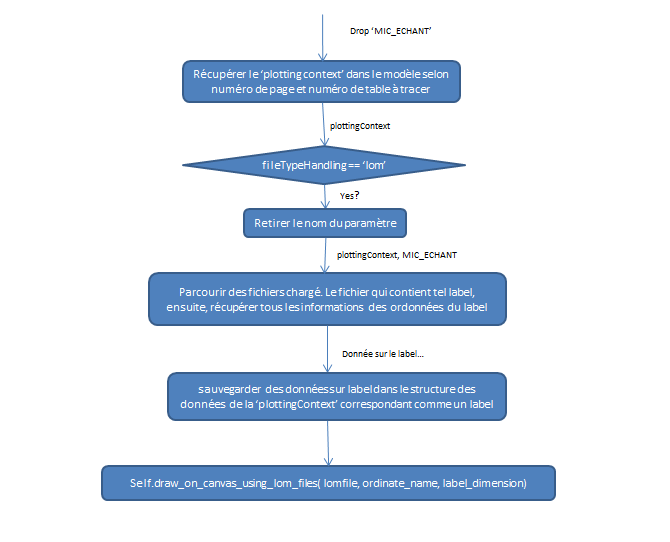 Drop ‘MIC_ECHANT’
Récupérer le ‘plotting context’ dans le modèle selon
numéro de page et numéro de table à tracer
plottingContext
fileTypeHandling == ‘lom’
Yes?
Retirer le nom du paramètre
plottingContext, MIC_ECHANT
Parcourir des fichiers chargé. Le fichier qui contient tel label,
ensuite, récupérer tous les informations des ordonnées du label
Donnée sur le label...
sauvegarder des données sur label dans le structure des
données de la ‘plottingContext’ correspondant comme un label
Self.draw_on_canvas_using_lom_files( lomfile, ordinate_name, label_dimension)